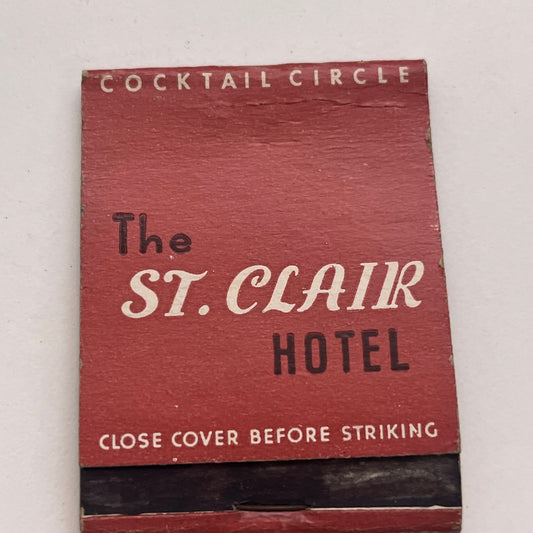 COCKTAIL CIRCLE
The
ST. CLAIR
HOTEL
CLOSE COVER BEFORE STRIKING